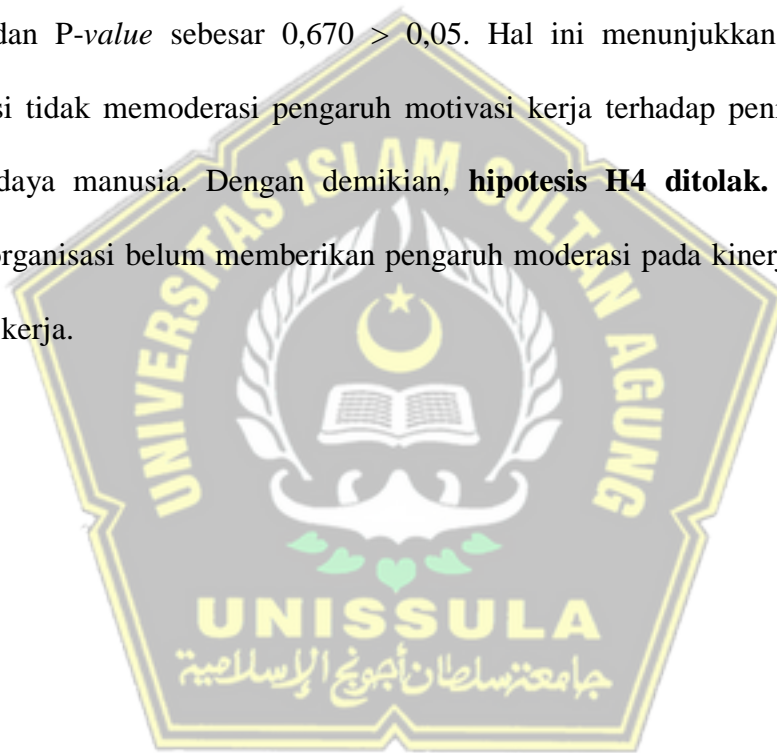 dan P-value sebesar 0,670 > 0,05. Hal ini menunjukkan
si tidak memoderasi pengaruh motivasi kerja terhadap peni
daya manusia. Dengan demikian, hipotesis H4 ditolak.
organisasi belum memberikan pengaruh moderasi pada kinerj
kerja.
UNIVERSITAS ISLAM SULTAN AGUNG
UNISSULA
جامعة سلطان أجونج الإسلامية